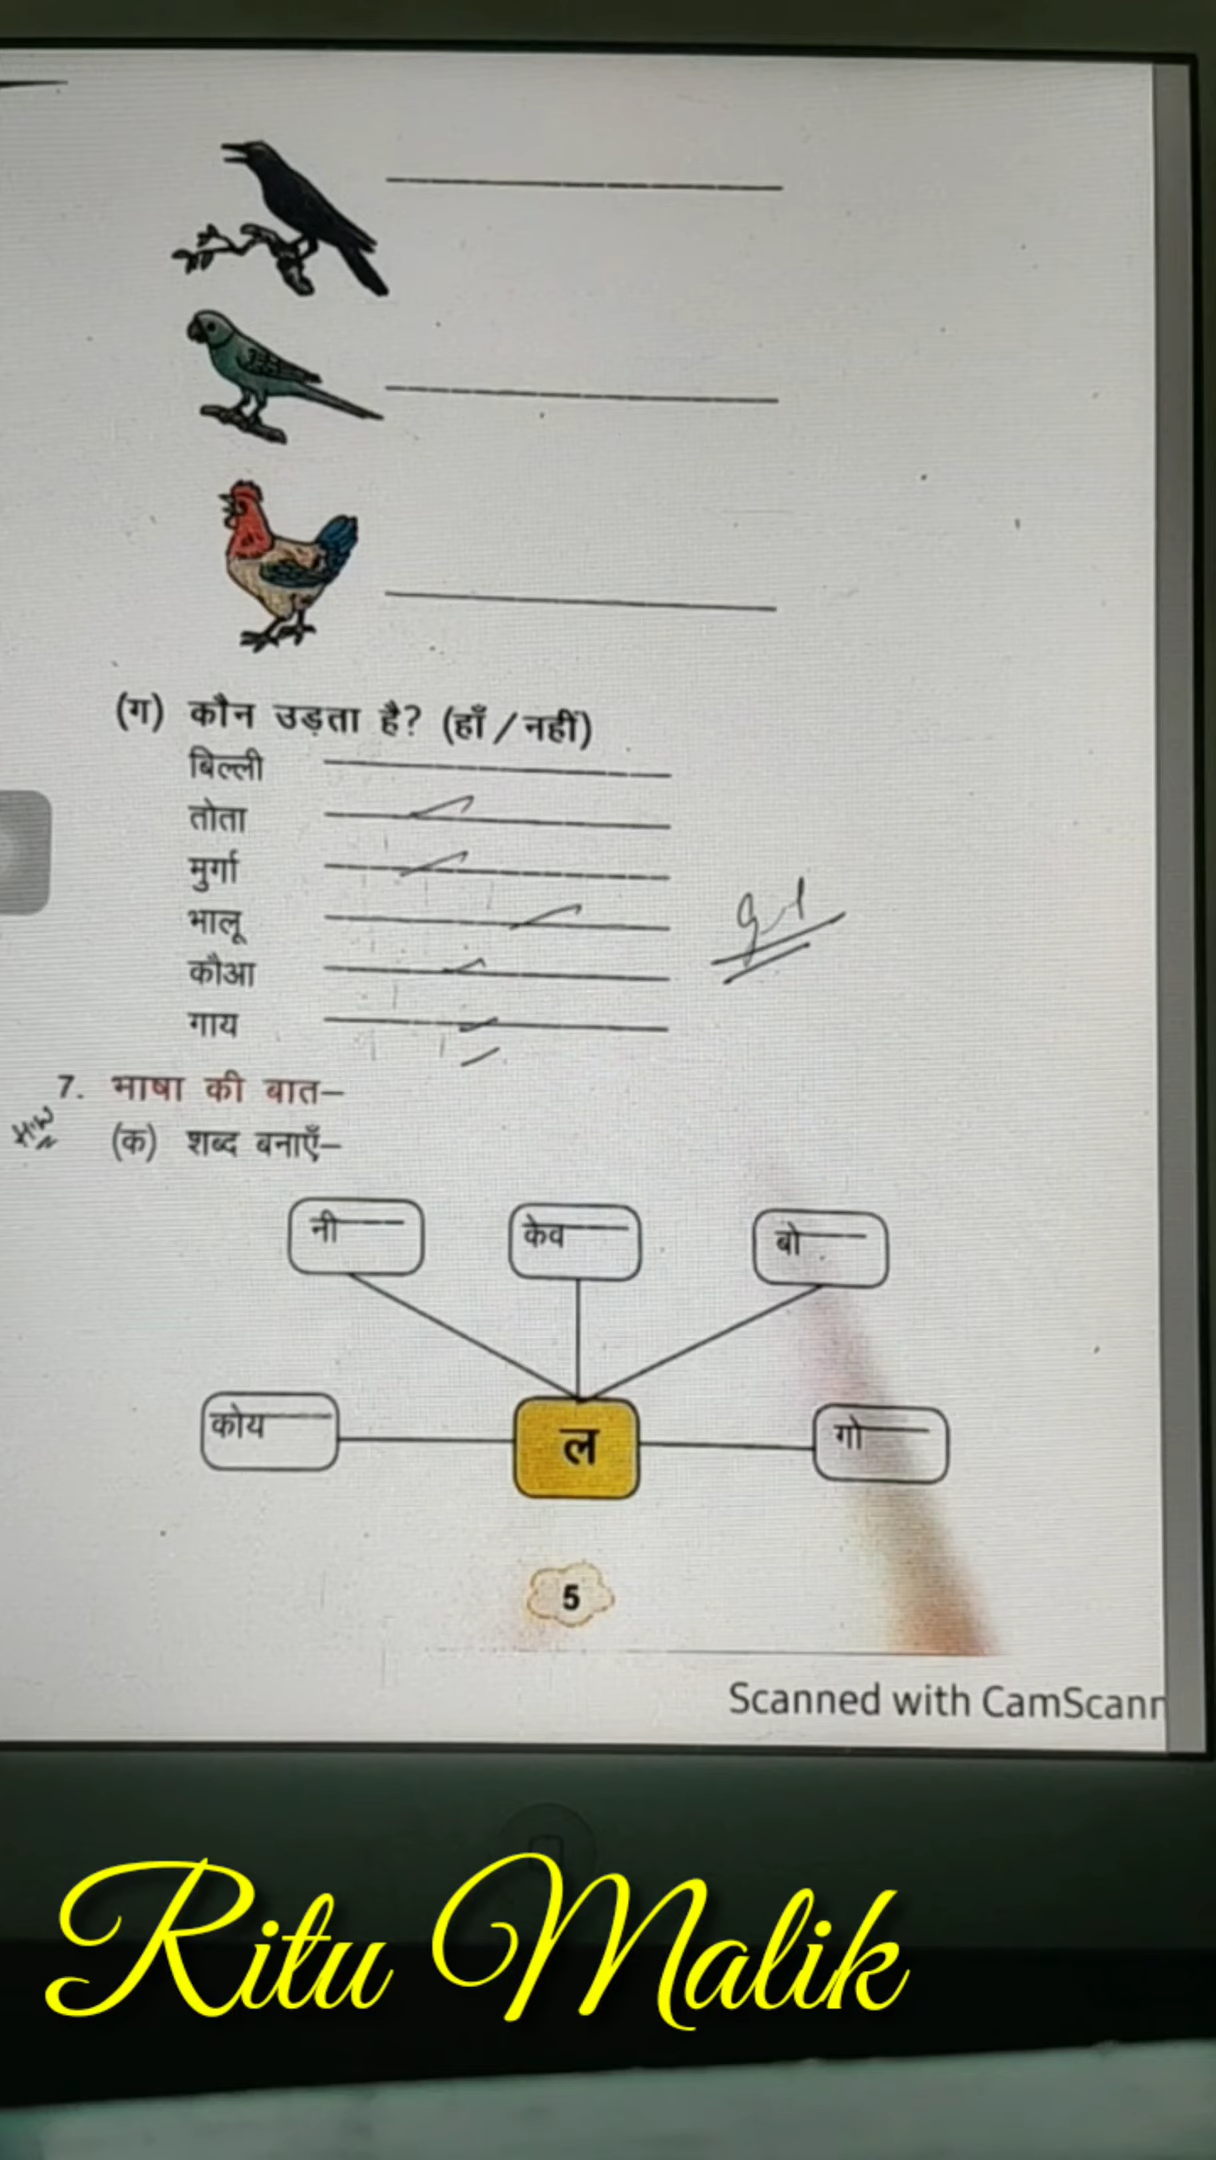 (ग) कौन उड़ता है? (हाँ / नहीं)
बिल्ली
तोता
मुर्गा
भालू
कौआ
गाय
7. भाषा की बात–
H.W
(क) शब्द बनाएँ–
नी केव बो
कोय ल गो
5
Scanned with CamScann
Ritu Malik